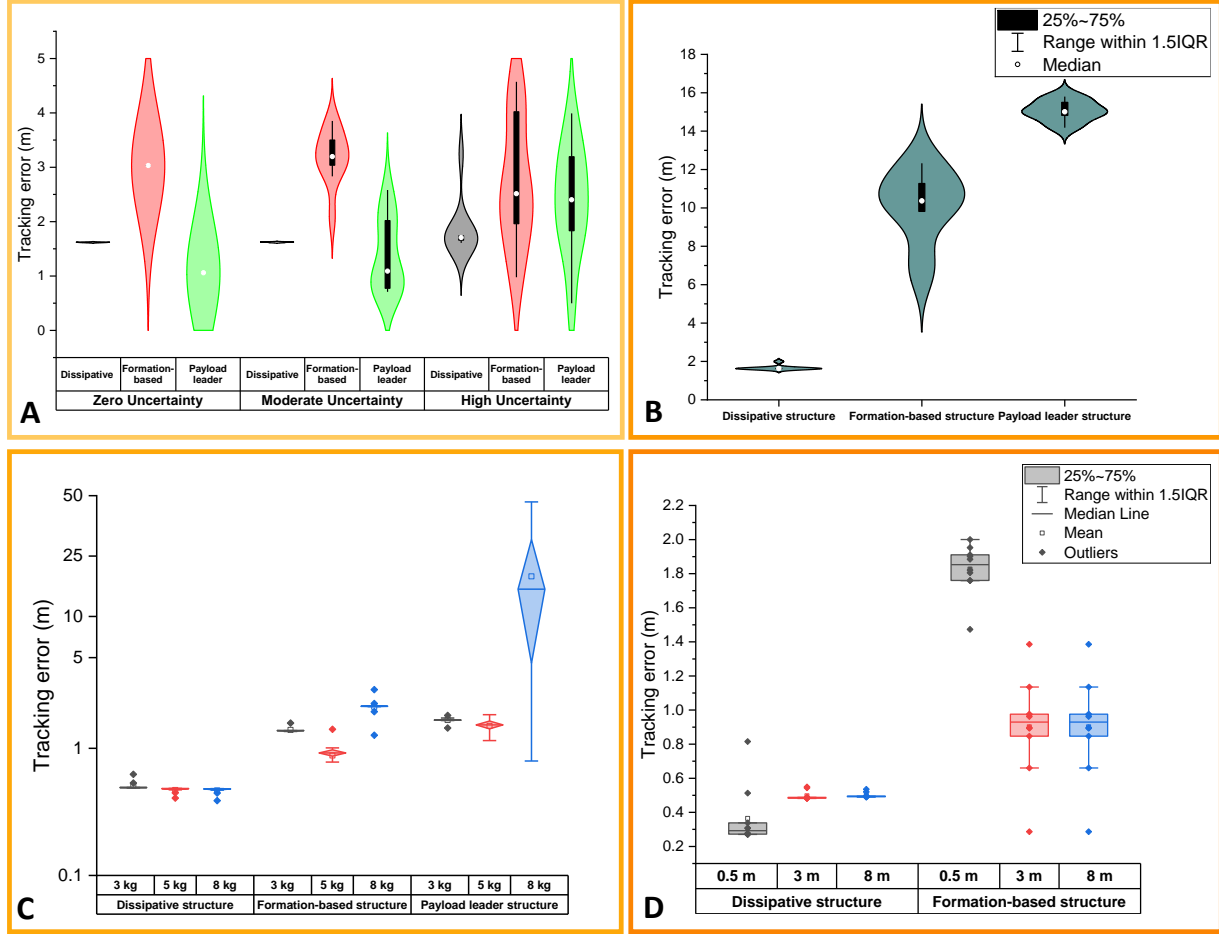 5
4
3
2
1
0
Tracking error (m)
Dissipative
Formation-
based
Payload
leader
Dissipative
Formation-
based
Payload
leader
Dissipative
Formation-
based
Payload
leader
Zero Uncertainty
Moderate Uncertainty
High Uncertainty
A
25%~75%
Range within 1.5IQR
Median
18
16
14
12
10
8
6
4
2
0
Tracking error (m)
Dissipative structure
Formation-based structure
Payload leader structure
B
50
25
10
5
1
0.1
Tracking error (m)
3 kg
5 kg
8 kg
3 kg
5 kg
8 kg
3 kg
5 kg
8 kg
Dissipative structure
Formation-based structure
Payload leader structure
C
25%~75%
Range within 1.5IQR
Median Line
Mean
Outliers
2.2
2.0
1.8
1.6
1.4
1.2
1.0
0.8
0.6
0.4
0.2
Tracking error (m)
0.5 m
3 m
8 m
0.5 m
3 m
8 m
Dissipative structure
Formation-based structure
D